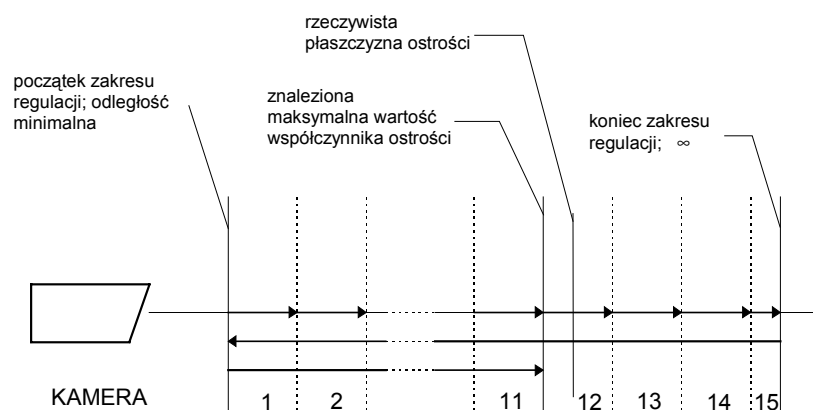 rzeczywista
płaszczyzna ostrości
początek zakresu
regulacji; odległość
minimalna
znaleziona
maksymalna wartość
współczynnika ostrości
koniec zakresu
regulacji; ∞
KAMERA 1 2 11 12 13 14 15